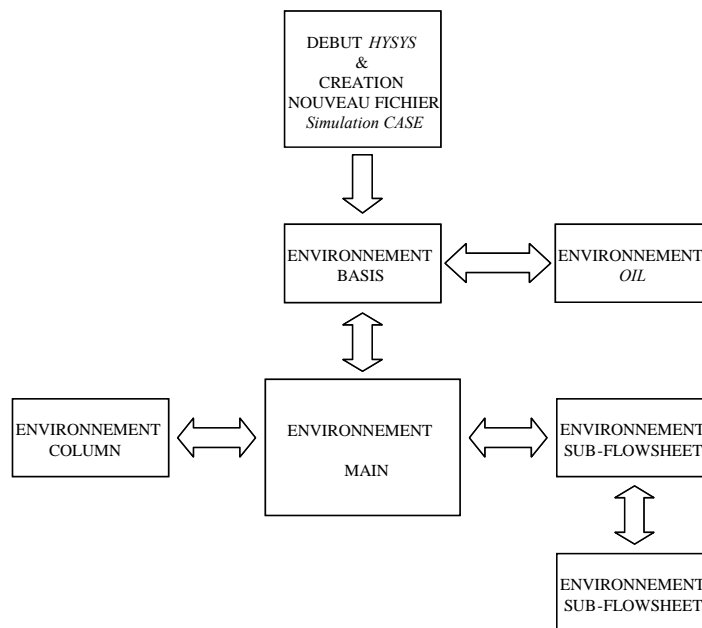 DEBUT HYSYS
&
CREATION
NOUVEAU FICHIER
Simulation CASE
ENVIRONNEMENT
BASIS
ENVIRONNEMENT
OIL
ENVIRONNEMENT
COLUMN
ENVIRONNEMENT
MAIN
ENVIRONNEMENT
SUB-FLOWSHEET
ENVIRONNEMENT
SUB-FLOWSHEET